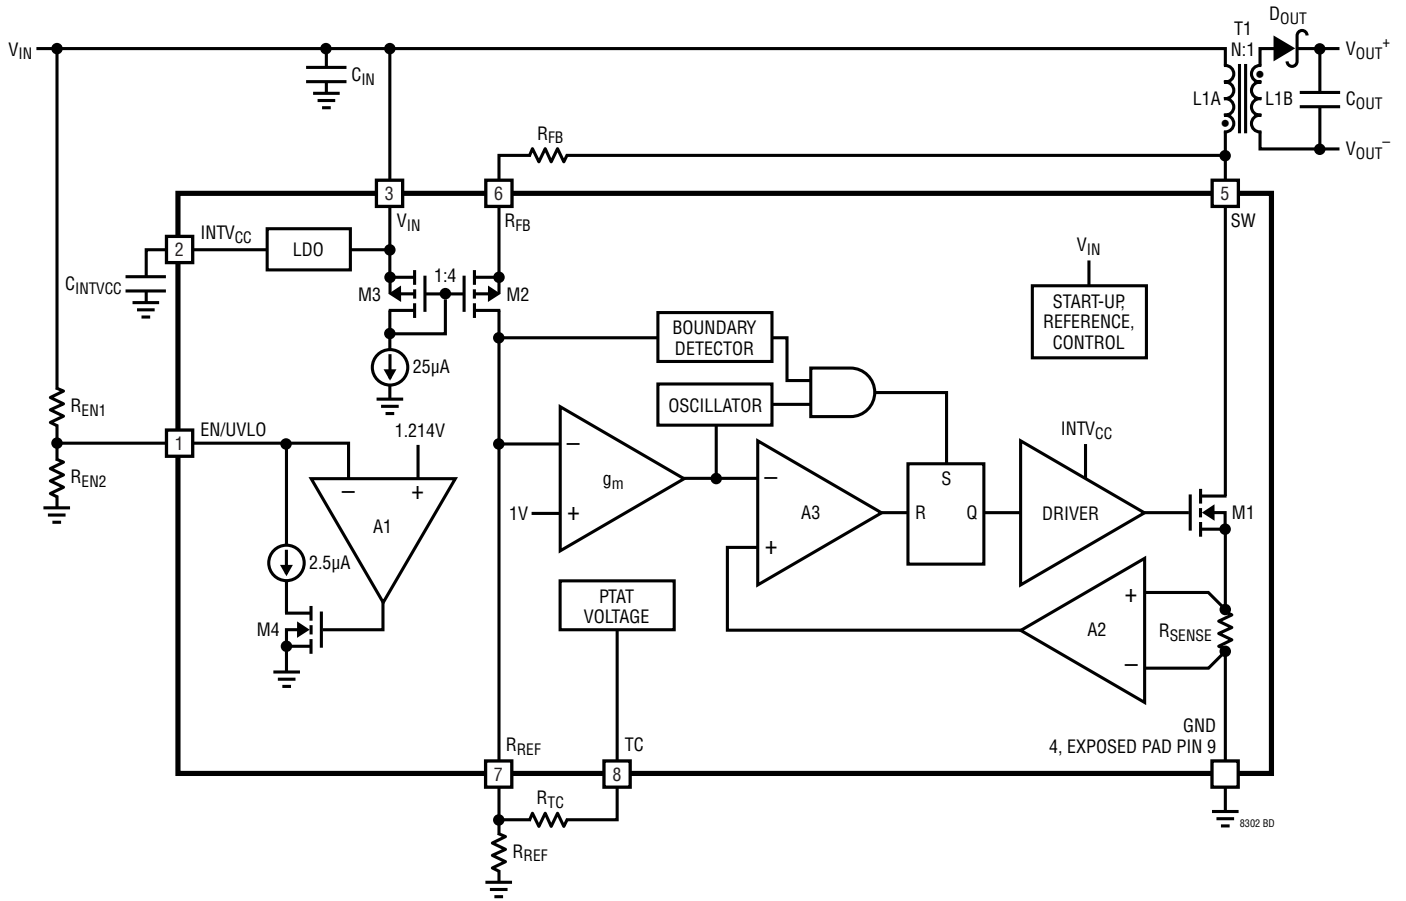 T1
N:1
DOUT
VIN
CIN
L1A
L1B
VOUT+
COUT
VOUT–
RFB
3
6
5
VIN
RFB
SW
2
INTVCC
LDO
CINTVCC
M3
1:4
M2
VIN
START-UP,
REFERENCE,
CONTROL
BOUNDARY
DETECTOR
25µA
OSCILLATOR
REN1
1
EN/UVLO
1.214V
INTVCC
REN2
–
+
A1
–
gm
1V
+
–
A3
+
S
R
Q
DRIVER
M1
2.5µA
M4
PTAT
VOLTAGE
+
A2
–
RSENSE
GND
4, EXPOSED PAD PIN 9
RREF
TC
7
8
RTC
RREF
8302 BD